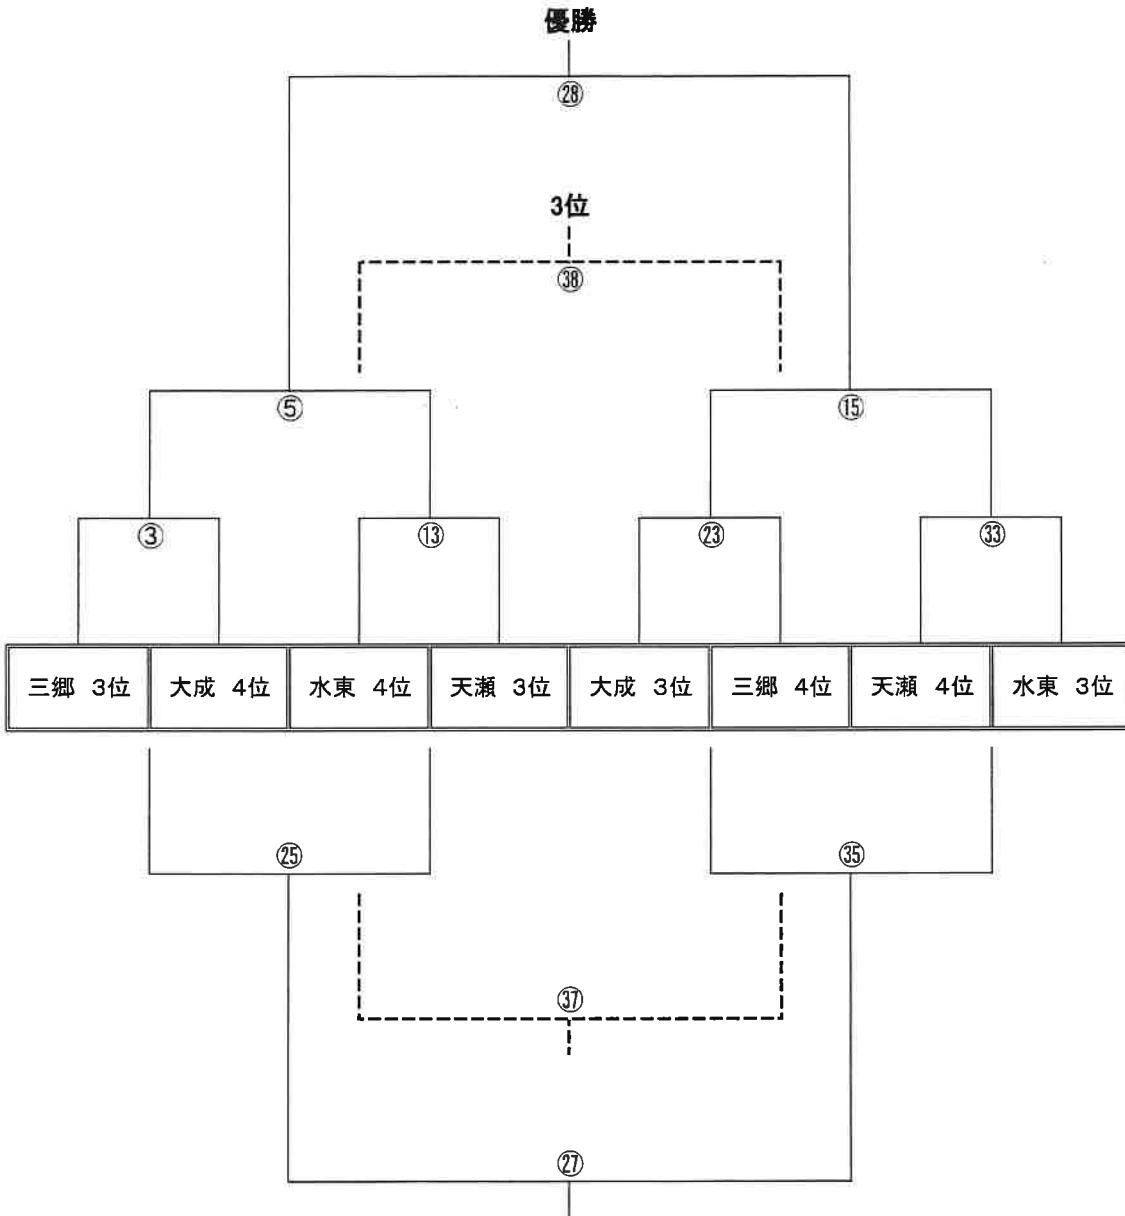 優勝
㉘
3位
㊳
⑤ ⑮
③ ⑬ ㉓ ㉝
三郷 3位 大成 4位 水東 4位 天瀬 3位 大成 3位 三郷 4位 天瀬 4位 水東 3位
㉕ ㉟
㊲
㉗